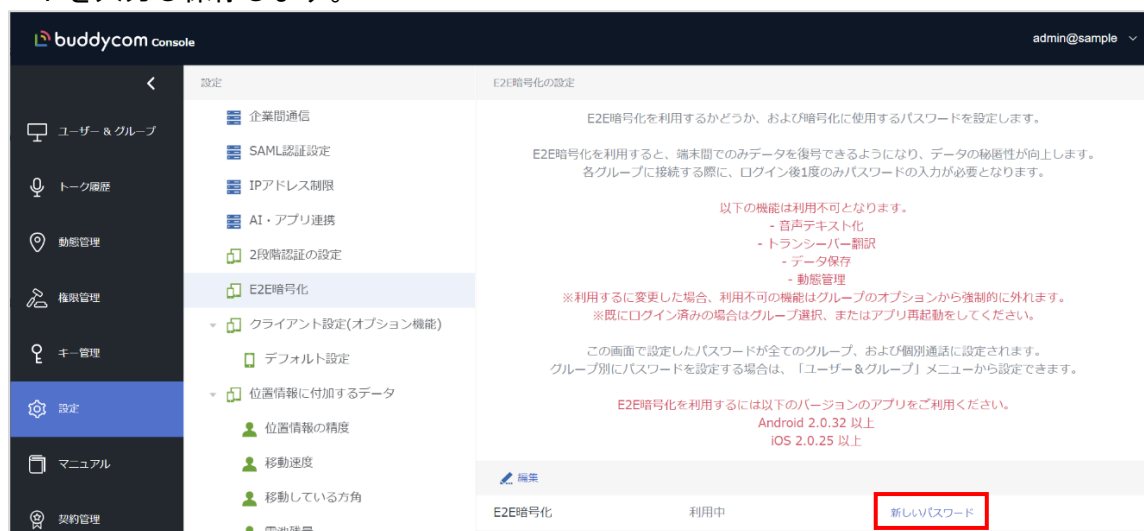 buddycom Console
admin@sample
設定
E2E暗号化の設定
ユーザー & グループ
トーク履歴
動態管理
権限管理
キー管理
設定
マニュアル
契約管理
企業間通信
SAML認証設定
IPアドレス制限
AI・アプリ連携
2段階認証の設定
E2E暗号化
クライアント設定(オプション機能)
デフォルト設定
位置情報に付加するデータ
位置情報の精度
移動速度
移動している方角
E2E暗号化を利用するかどうか、および暗号化に使用するパスワードを設定します。
E2E暗号化を利用すると、端末間でのみデータを復号できるようになり、データの秘匿性が向上します。
各グループに接続する際に、ログイン後1度のみパスワードの入力が必要となります。
以下の機能は利用不可となります。
- 音声テキスト化
- トランシーバー翻訳
- データ保存
- 動態管理
※利用するに変更した場合、利用不可の機能はグループのオプションから強制的に外れます。
※既にログイン済みの場合はグループ選択、またはアプリ再起動をしてください。
この画面で設定したパスワードが全てのグループ、および個別通話に設定されます。
グループ別にパスワードを設定する場合は、「ユーザー&グループ」メニューから設定できます。
E2E暗号化を利用するには以下のバージョンのアプリをご利用ください。
Android 2.0.32 以上
iOS 2.0.25 以上
編集
E2E暗号化 利用中 新しいパスワード